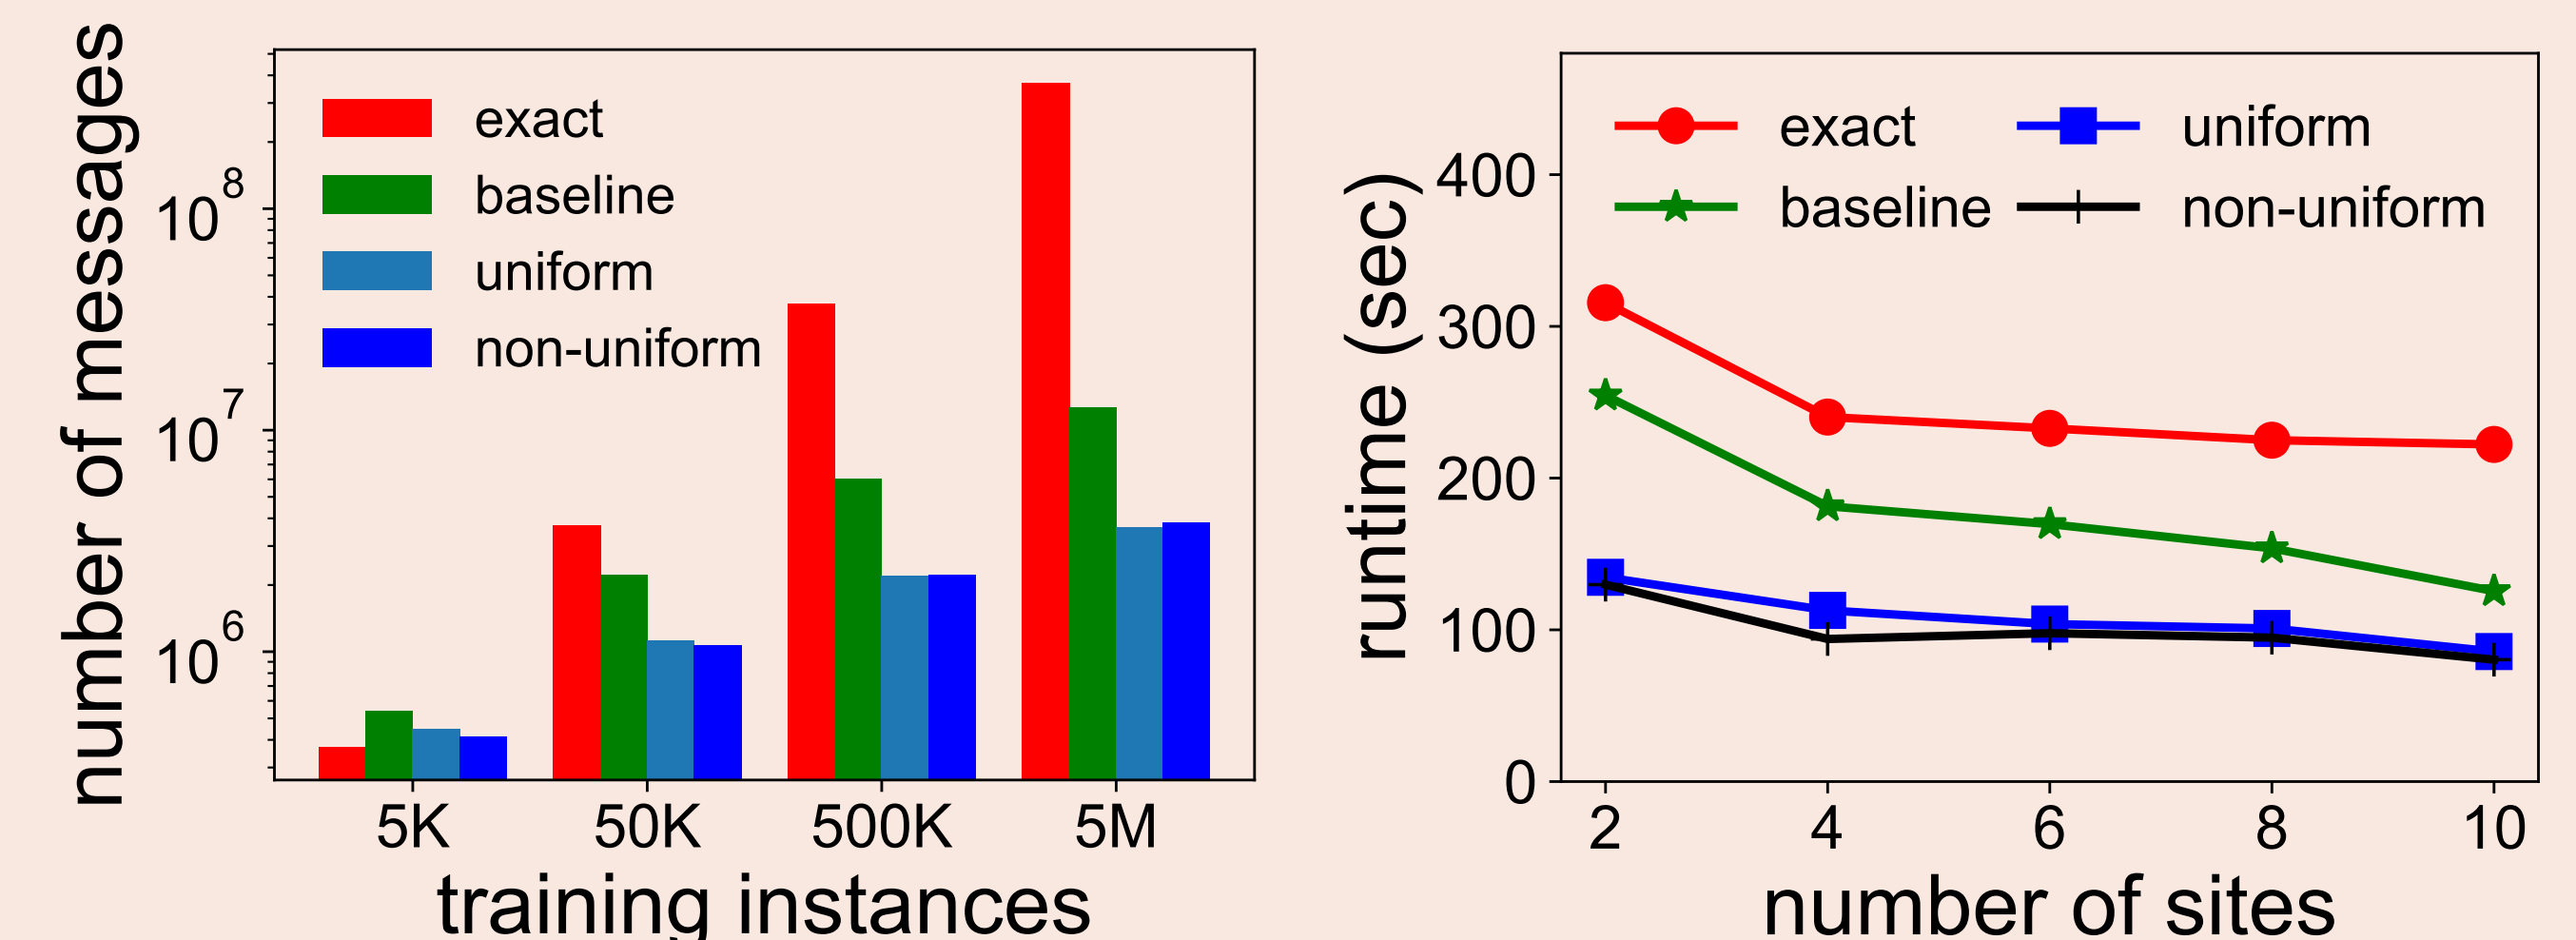 number of messages
10^8
10^7
10^6
exact
baseline
uniform
non-uniform
5K 50K 500K 5M
training instances
runtime (sec)
400
300
200
100
0
exact uniform
baseline non-uniform
2 4 6 8 10
number of sites